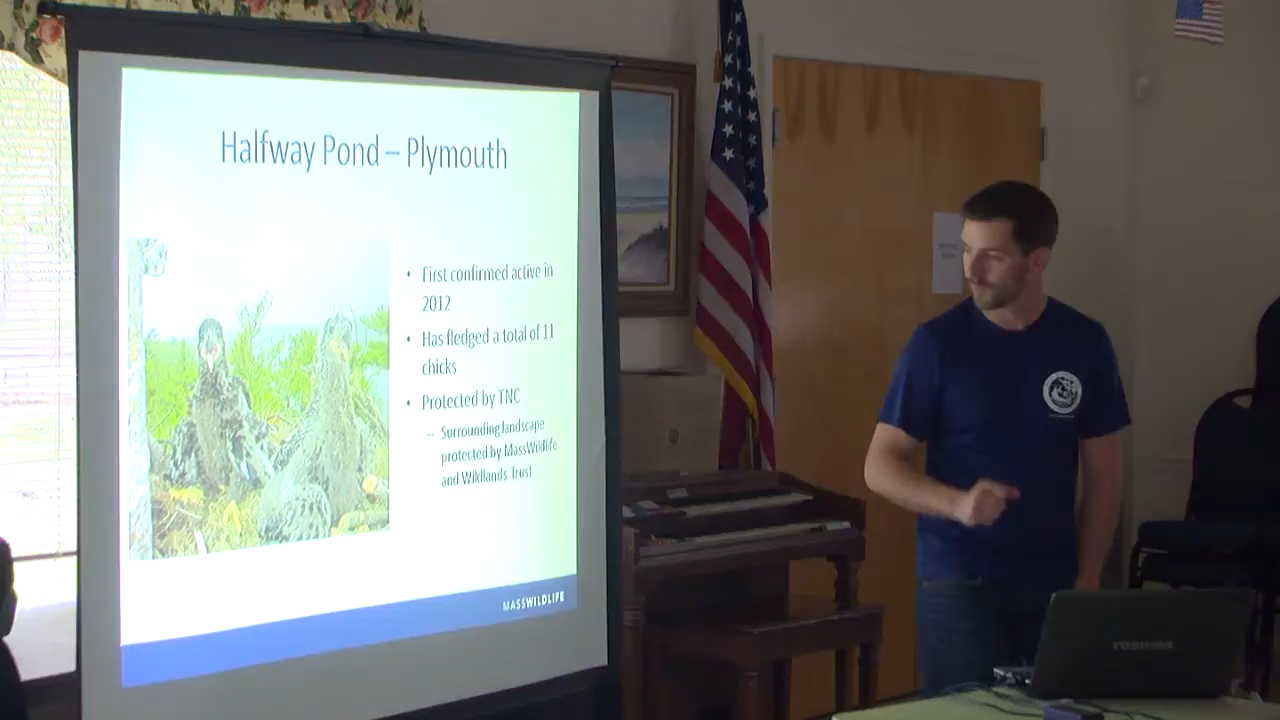 Halfway Pond – Plymouth
• First confirmed active in
2012
• Has fledged a total of 11
chicks
• Protected by TNC
– Surrounding landscape
protected by MassWildlife
and Wildlands Trust
MASSWILDLIFE
TOSHIBA